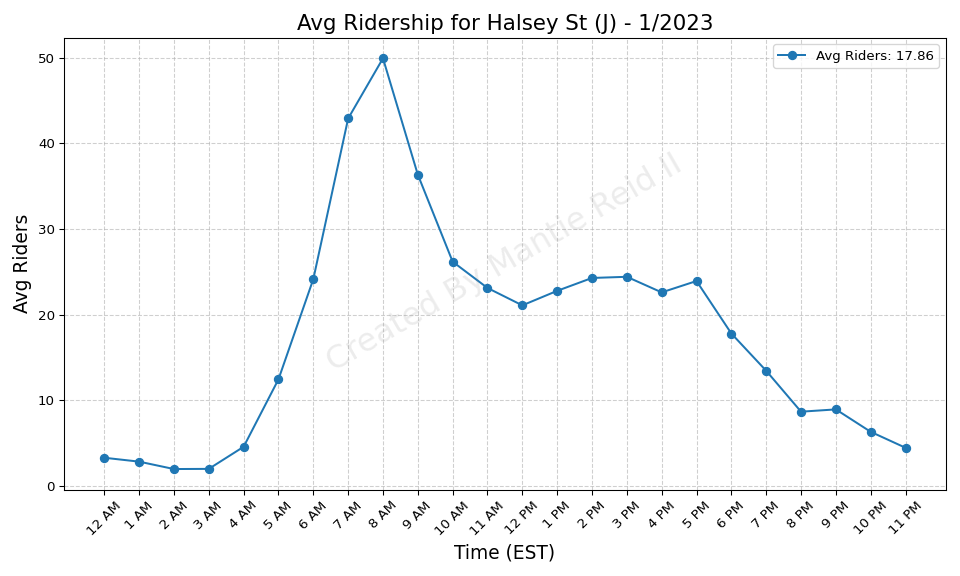 Avg Ridership for Halsey St (J) - 1/2023
Avg Riders: 17.86
50
40
30
20
10
0
Avg Riders
Created By Mantie Reid II
12 AM
1 AM
2 AM
3 AM
4 AM
5 AM
6 AM
7 AM
8 AM
9 AM
10 AM
11 AM
12 PM
1 PM
2 PM
3 PM
4 PM
5 PM
6 PM
7 PM
8 PM
9 PM
10 PM
11 PM
Time (EST)